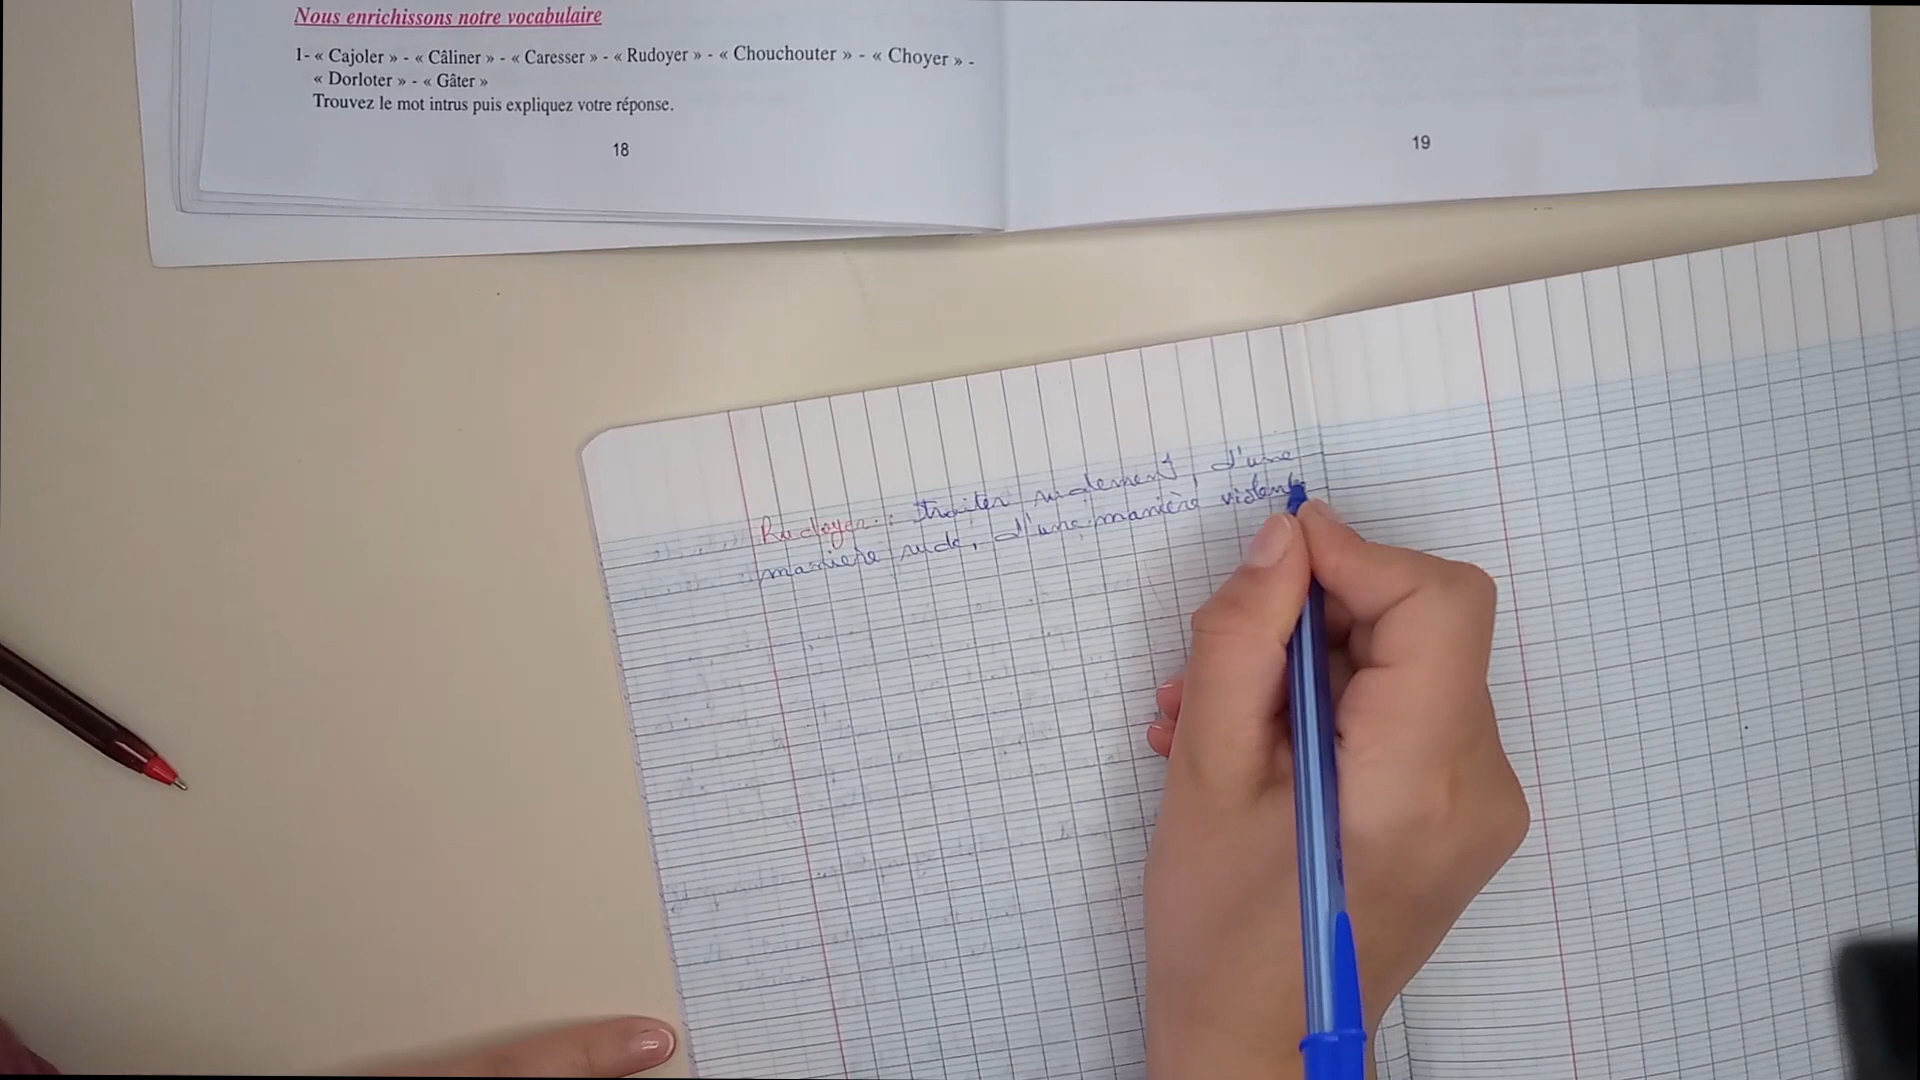 Nous enrichissons notre vocabulaire
1- « Cajoler » - « Câliner » - « Caresser » - « Rudoyer » - « Chouchouter » - « Choyer » -
« Dorloter » - « Gâter »
Trouvez le mot intrus puis expliquez votre réponse.
18
19
Rudoyer : traiter rudement, d'une
manière rude, d'une manière violent